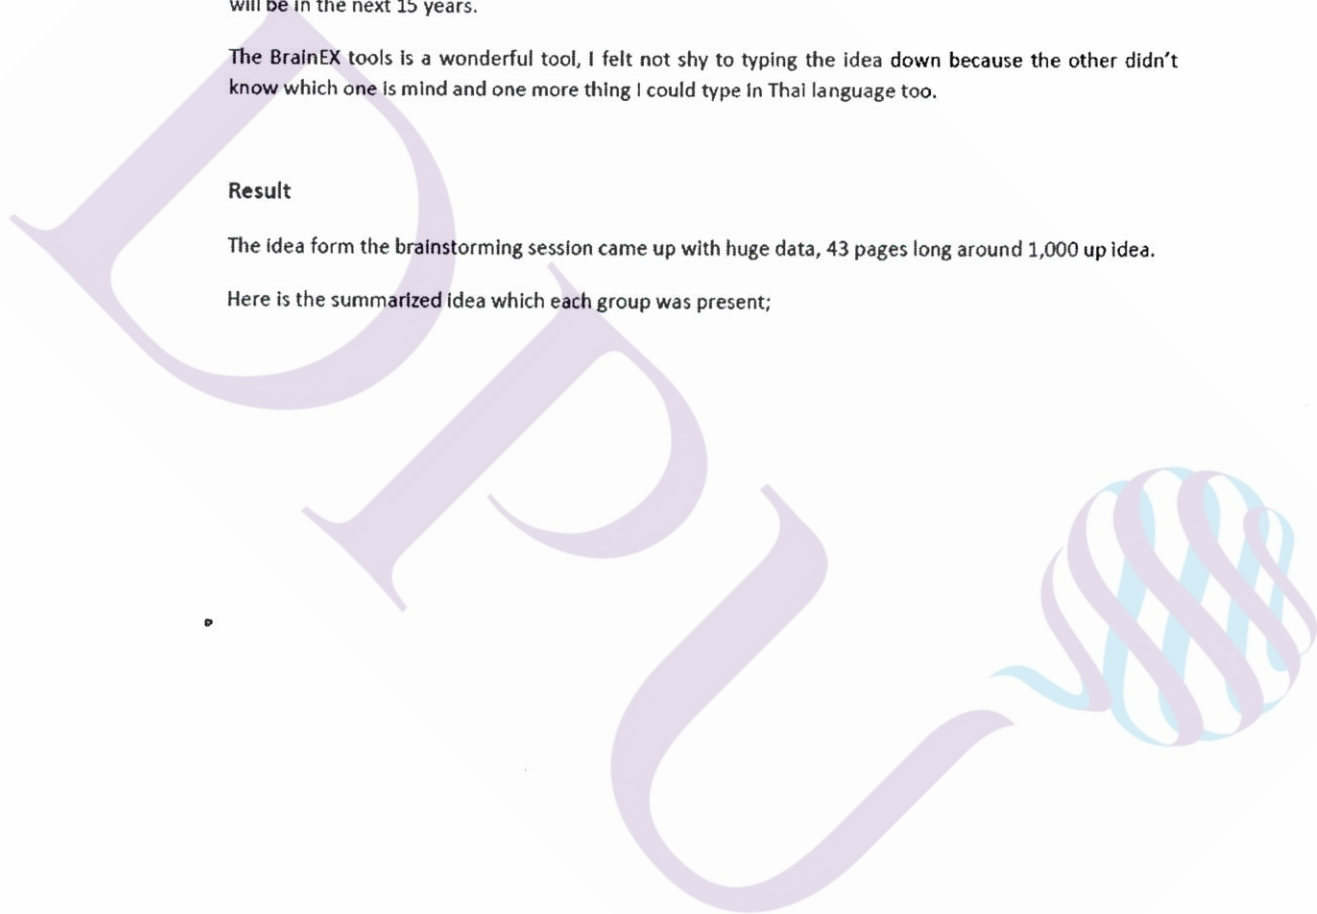 will be in the next 15 years.
The BrainEX tools is a wonderful tool, I felt not shy to typing the idea down because the other didn't
know which one is mind and one more thing I could type in Thai language too.
Result
The idea form the brainstorming session came up with huge data, 43 pages long around 1,000 up idea.
Here is the summarized idea which each group was present;
DPU